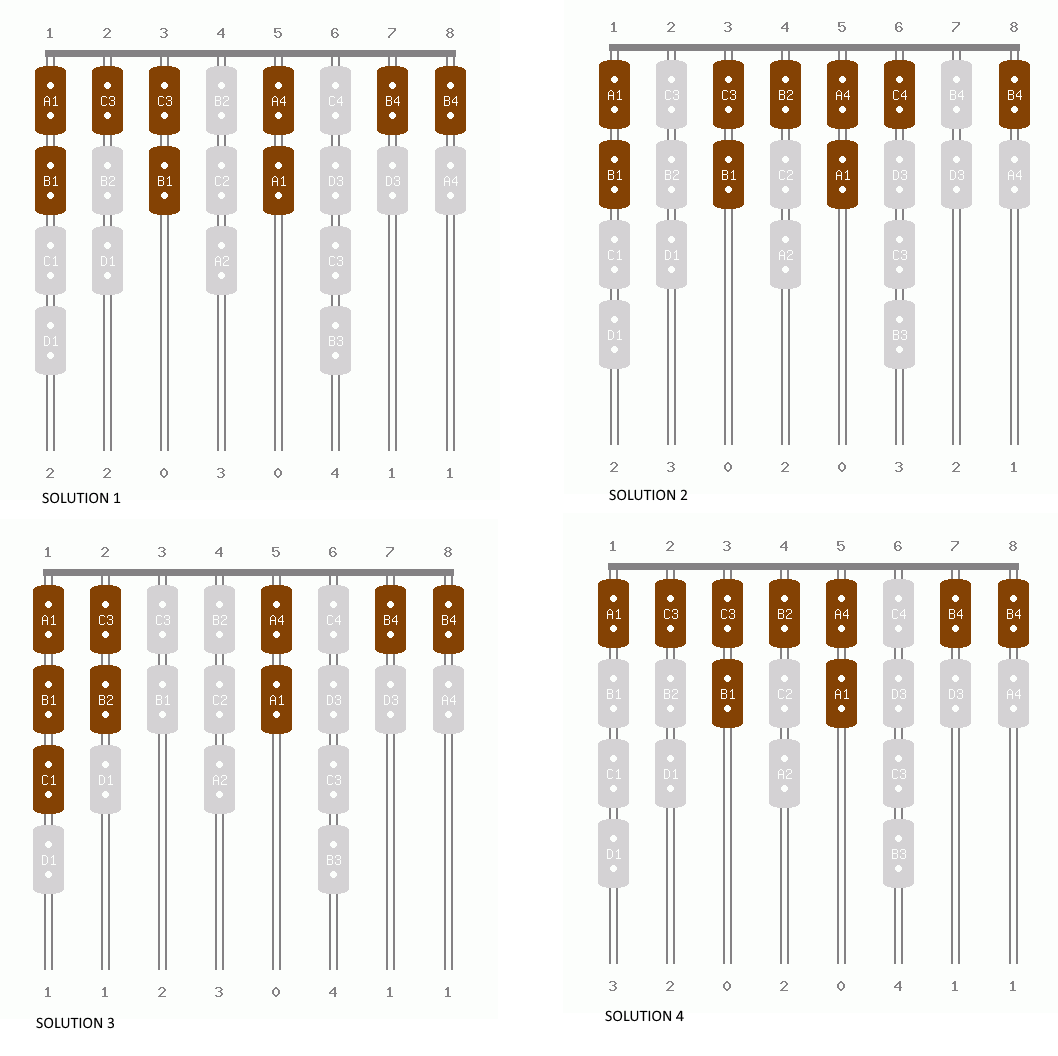 1 2 3 4 5 6 7 8
A1 C3 C3 B2 A4 C4 B4 B4
B1 B2 B1 C2 A1 D3 D3 A4
C1 D1 A2 C3
D1 B3
2 2 0 3 0 4 1 1
SOLUTION 1
1 2 3 4 5 6 7 8
A1 C3 C3 B2 A4 C4 B4 B4
B1 B2 B1 C2 A1 D3 D3 A4
C1 D1 A2 C3
D1 B3
2 3 0 2 0 3 2 1
SOLUTION 2
1 2 3 4 5 6 7 8
A1 C3 C3 B2 A4 C4 B4 B4
B1 B2 B1 C2 A1 D3 D3 A4
C1 D1 A2 C3
D1 B3
1 1 2 3 0 4 1 1
SOLUTION 3
1 2 3 4 5 6 7 8
A1 C3 C3 B2 A4 C4 B4 B4
B1 B2 B1 C2 A1 D3 D3 A4
C1 D1 A2 C3
D1 B3
3 2 0 2 0 4 1 1
SOLUTION 4